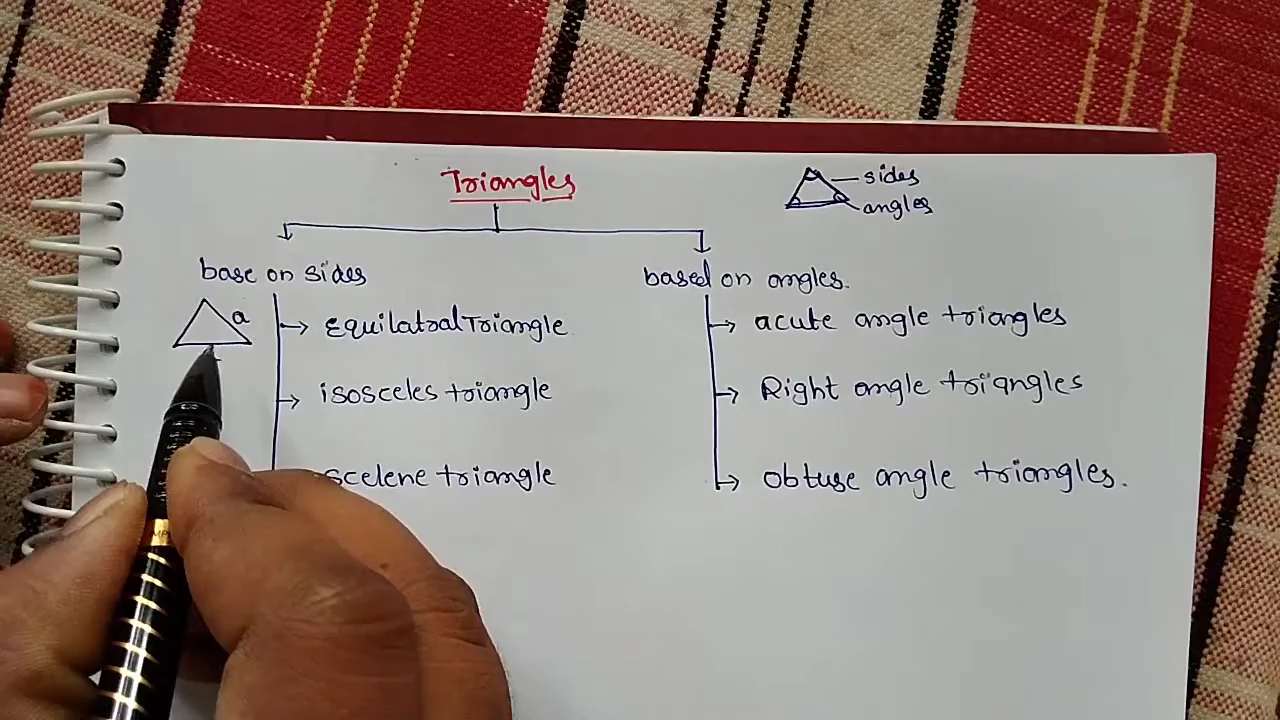 Triangles
sides
angles
base on sides
based on angles.
a
Equilatral Triangle
isosceles triangle
scelene triangle
acute angle triangles
Right angle triangles
obtuse angle triangles.